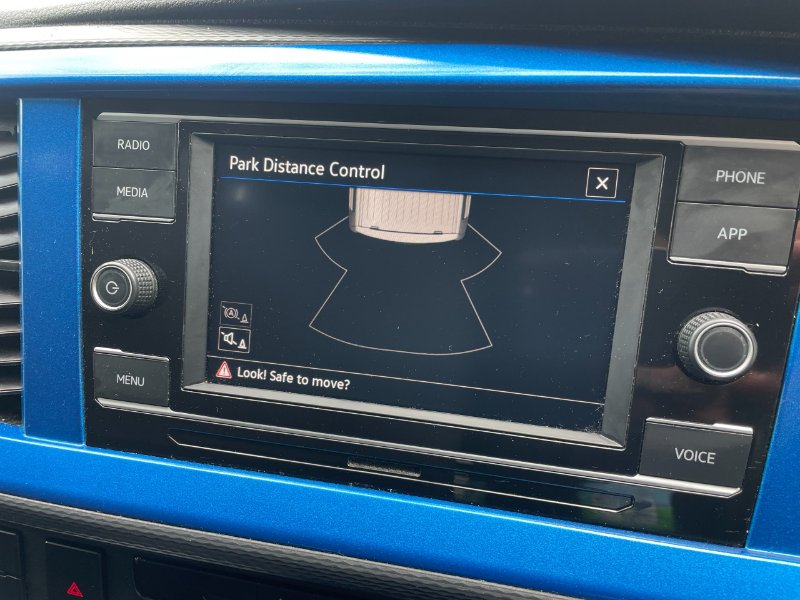 RADIO
MEDIA
MENU
Park Distance Control
X
Look! Safe to move?
PHONE
APP
VOICE